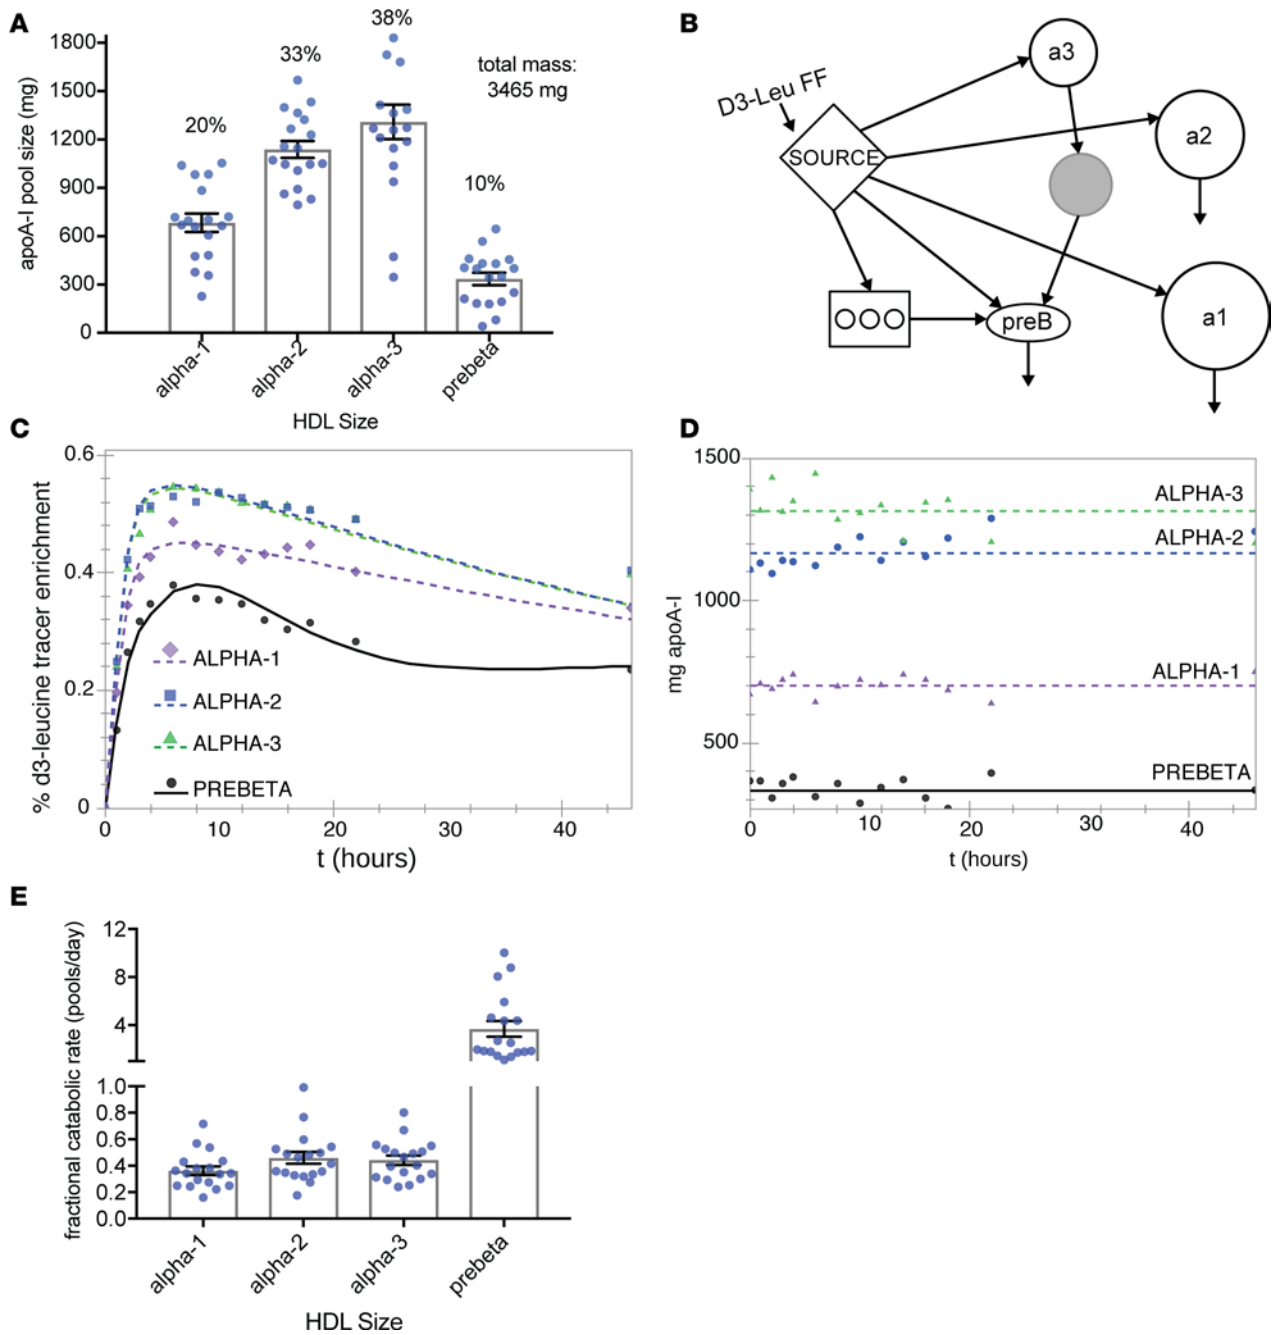 A
apoA-I pool size (mg)
1800
1500
1200
900
600
300
0
20%
33%
38%
10%
total mass:
3465 mg
alpha-1
alpha-2
alpha-3
prebeta
HDL Size
B
D3-Leu FF
SOURCE
a3
a2
a1
preB
C
% d3-leucine tracer enrichment
0.6
0.4
0.2
0
ALPHA-1
ALPHA-2
ALPHA-3
PREBETA
0
10
20
30
40
t (hours)
D
mg apoA-I
1500
1000
500
ALPHA-3
ALPHA-2
ALPHA-1
PREBETA
0
10
20
30
40
t (hours)
E
fractional catabolic rate (pools/day)
12
8
4
1.0
0.8
0.6
0.4
0.2
0.0
alpha-1
alpha-2
alpha-3
prebeta
HDL Size